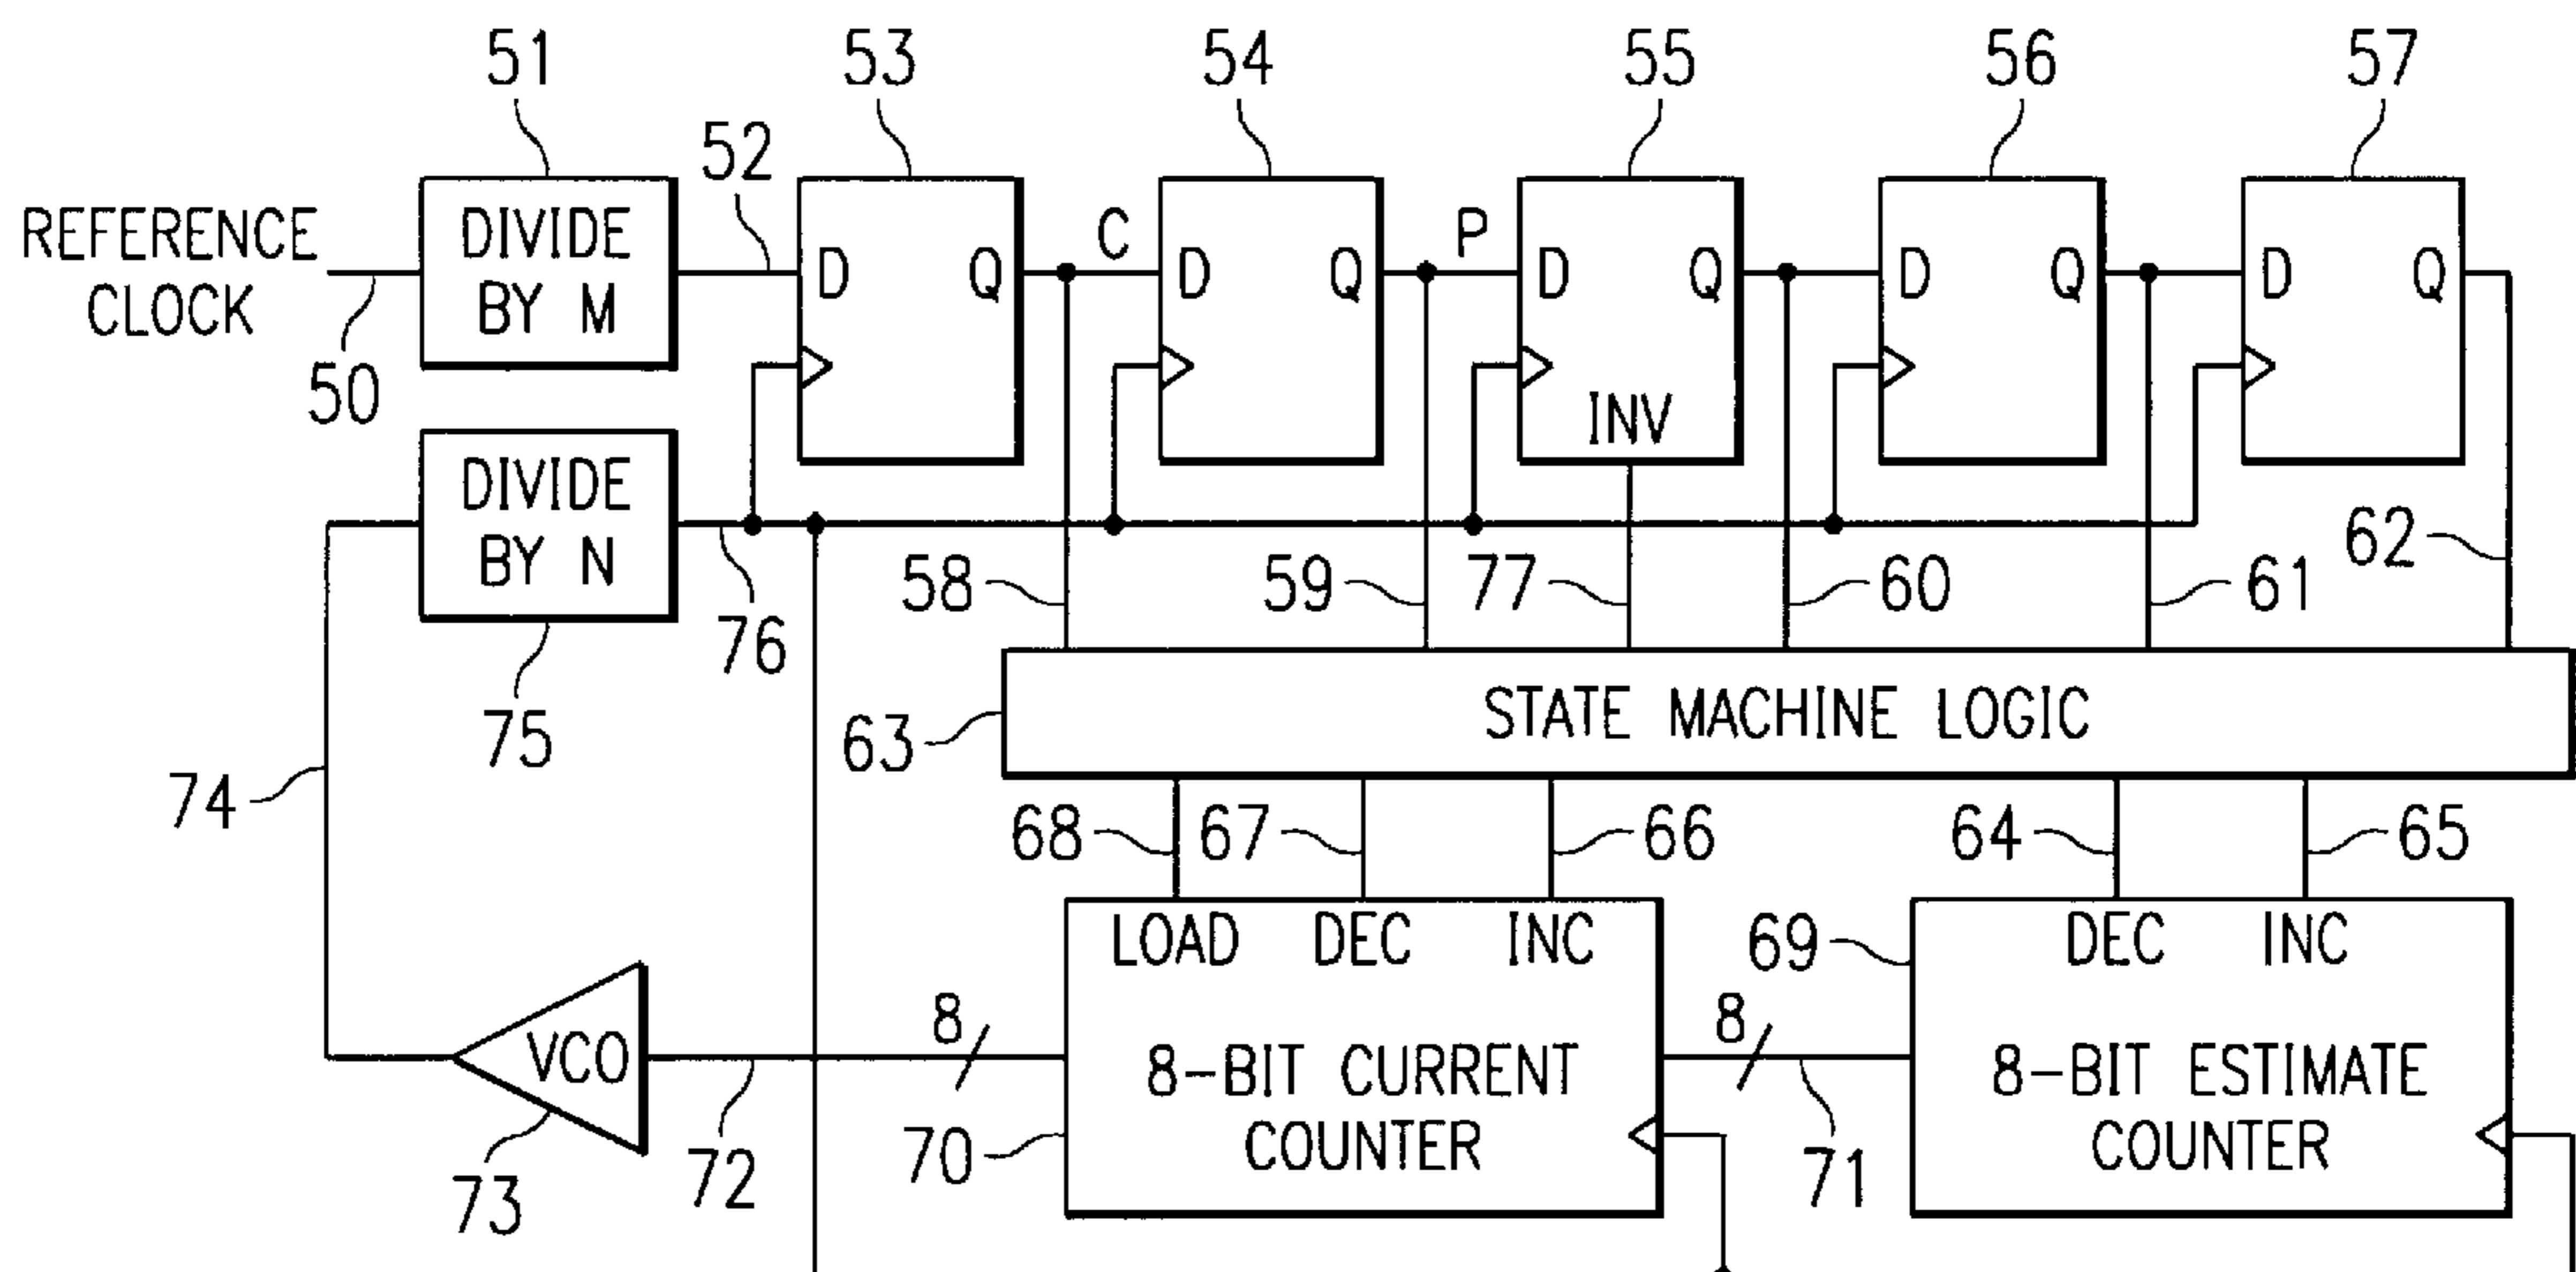 51
53
54
55
56
57
52
REFERENCE
CLOCK
50
DIVIDE
BY M
D
Q
C
D
Q
P
D
Q
INV
D
Q
D
Q
DIVIDE
BY N
75
76
58
59
77
60
61
62
74
63
STATE MACHINE LOGIC
68
67
66
64
65
LOAD
DEC
INC
69
DEC
INC
VCO
73
72
8
8-BIT CURRENT
COUNTER
70
8
71
8-BIT ESTIMATE
COUNTER